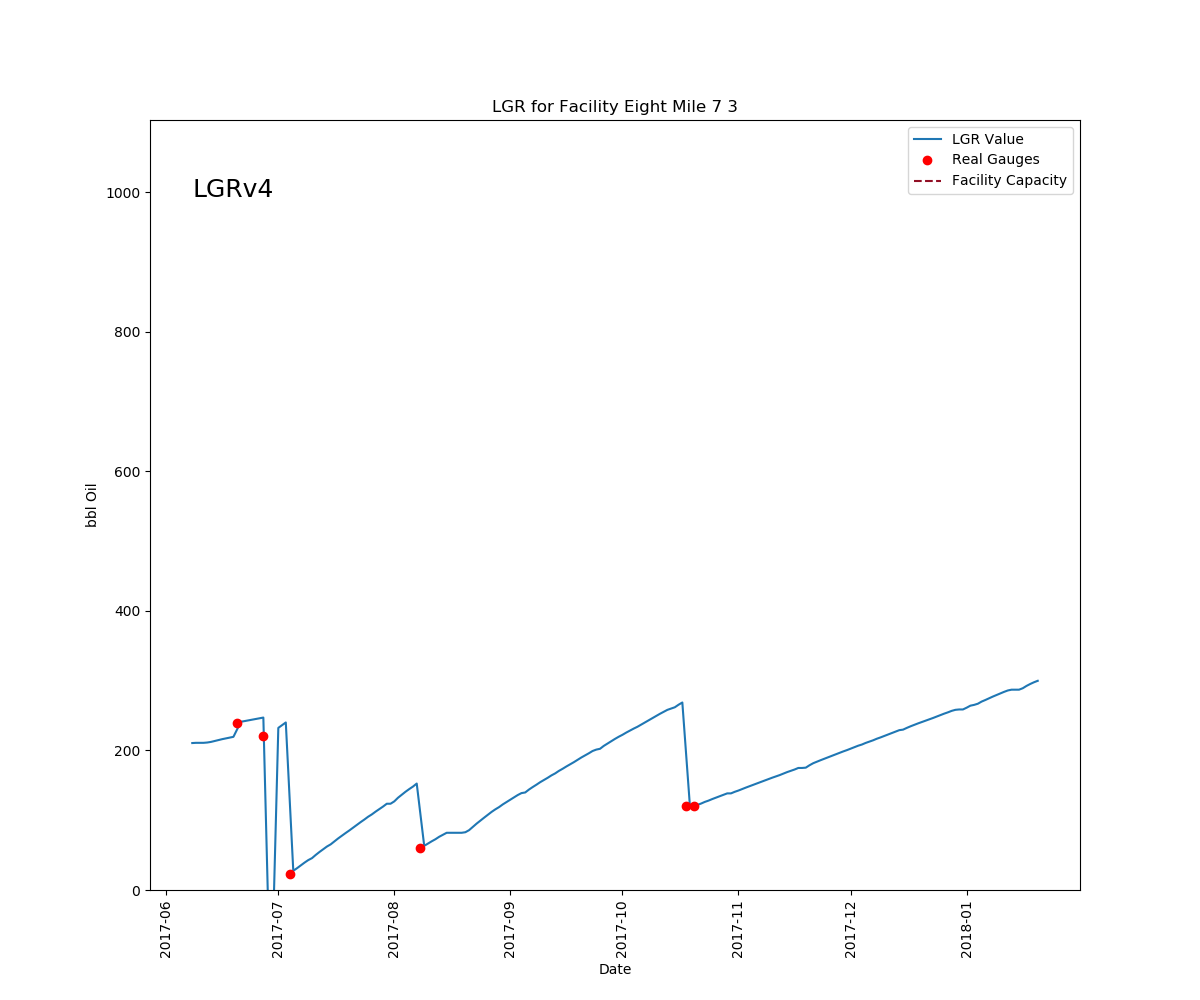 LGR for Facility Eight Mile 7 3
LGR Value
Real Gauges
Facility Capacity
LGRv4
1000
800
600
400
200
0
bbl Oil
2017-06
2017-07
2017-08
2017-09
2017-10
2017-11
2017-12
2018-01
Date